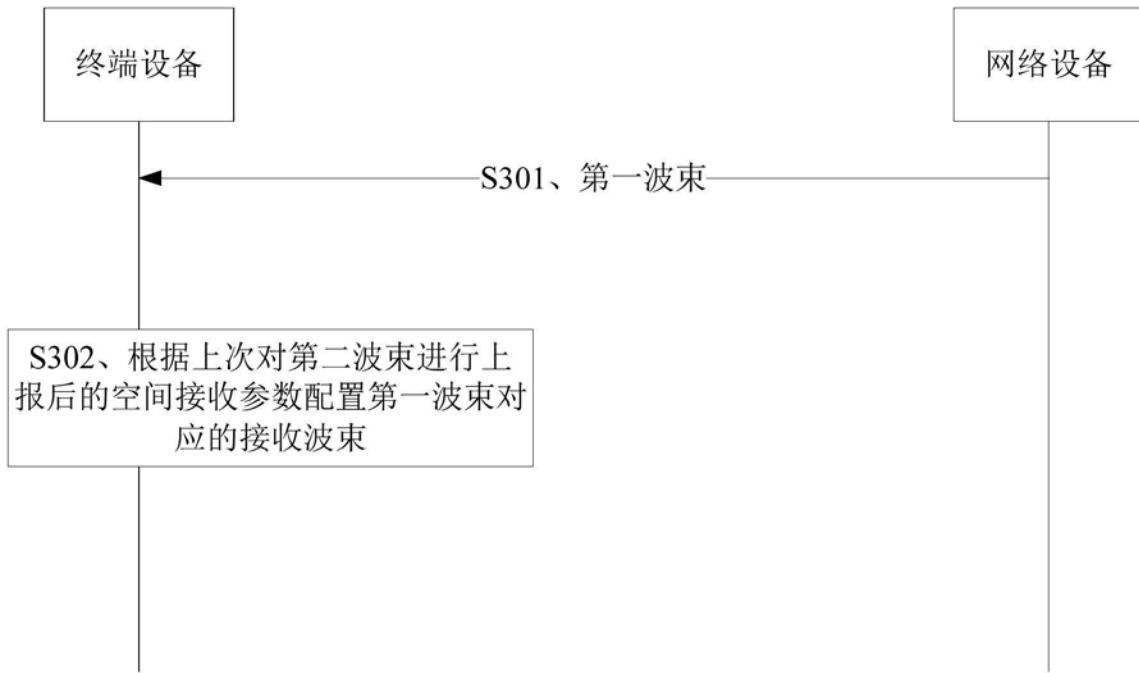 终端设备
网络设备
S301、第一波束
S302、根据上次对第二波束进行上
报后的空间接收参数配置第一波束对
应的接收波束